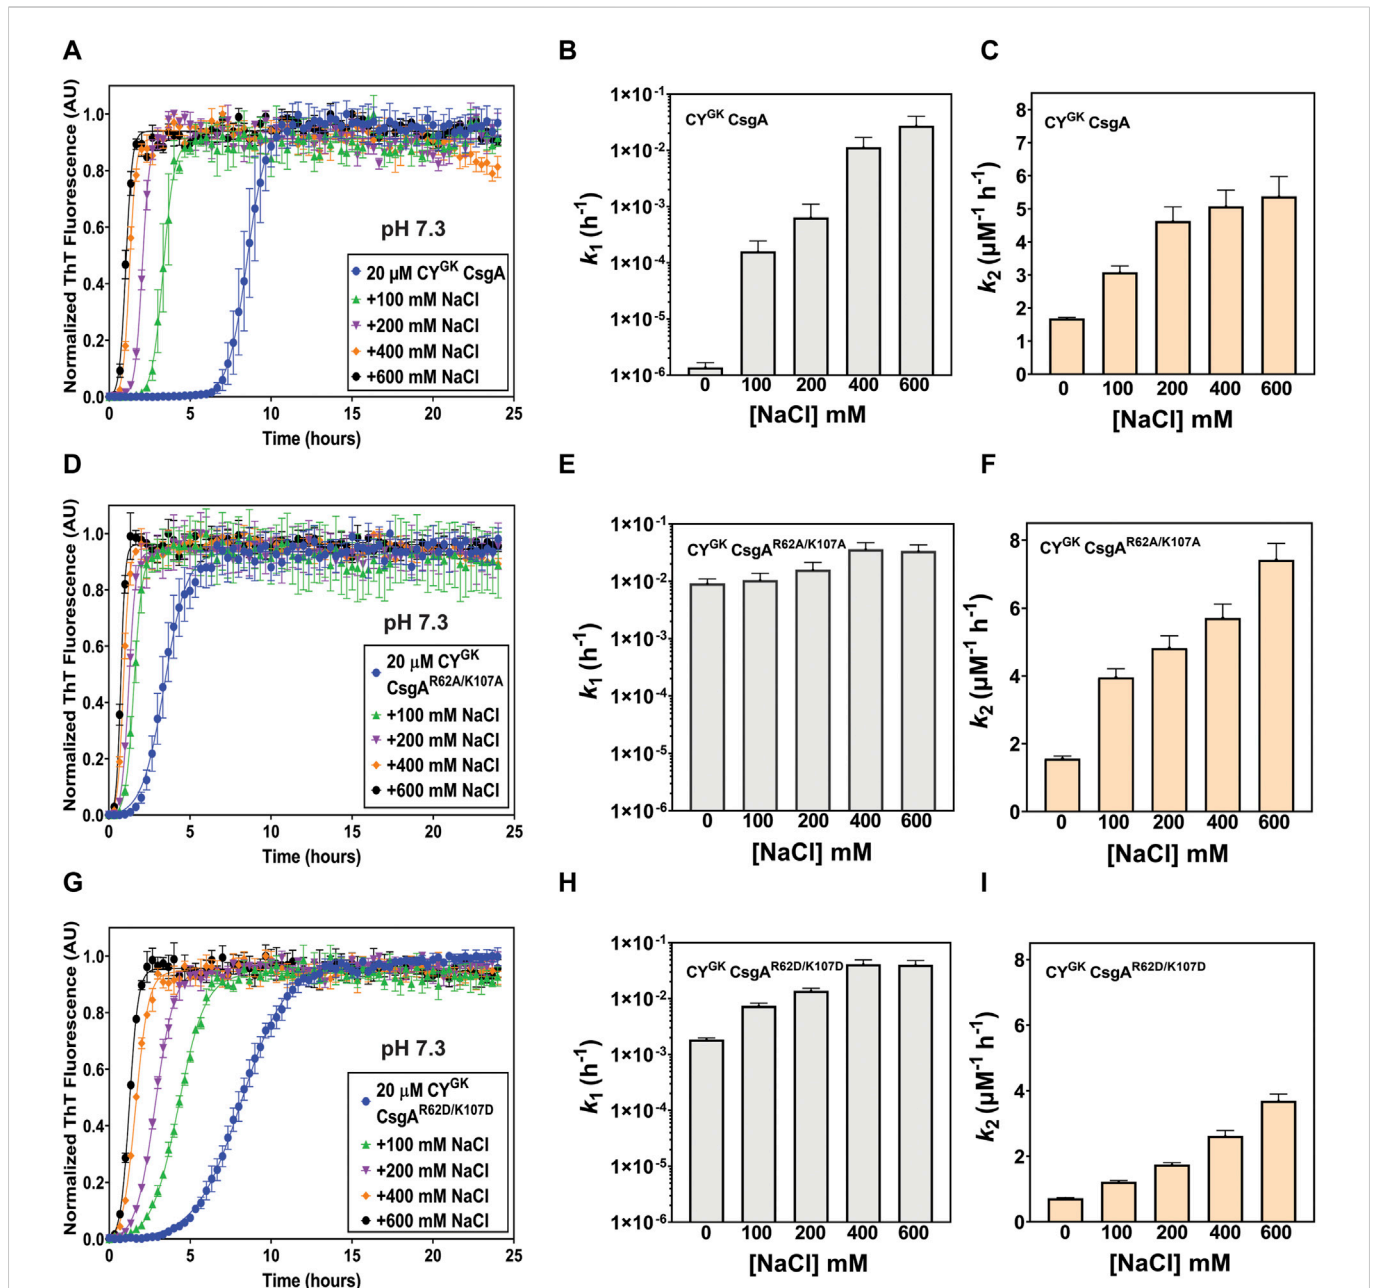 A
Normalized ThT Fluorescence (AU)
1.0
0.8
0.6
0.4
0.2
0.0
0 5 10 15 20 25
Time (hours)
pH 7.3
20 µM CY^GK CsgA
+100 mM NaCl
+200 mM NaCl
+400 mM NaCl
+600 mM NaCl
B
k₁ (h⁻¹)
1×10⁻¹
1×10⁻²
1×10⁻³
1×10⁻⁴
1×10⁻⁵
1×10⁻⁶
CY^GK CsgA
0 100 200 400 600
[NaCl] mM
C
k₂ (µM⁻¹ h⁻¹)
8
7
6
5
4
3
2
1
0
CY^GK CsgA
0 100 200 400 600
[NaCl] mM
D
Normalized ThT Fluorescence (AU)
1.0
0.8
0.6
0.4
0.2
0.0
0 5 10 15 20 25
Time (hours)
pH 7.3
20 µM CY^GK
CsgA^R62A/K107A
+100 mM NaCl
+200 mM NaCl
+400 mM NaCl
+600 mM NaCl
E
k₁ (h⁻¹)
1×10⁻¹
1×10⁻²
1×10⁻³
1×10⁻⁴
1×10⁻⁵
1×10⁻⁶
CY^GK CsgA^R62A/K107A
0 100 200 400 600
[NaCl] mM
F
k₂ (µM⁻¹ h⁻¹)
8
6
4
2
0
CY^GK CsgA^R62A/K107A
0 100 200 400 600
[NaCl] mM
G
Normalized ThT Fluorescence (AU)
1.0
0.8
0.6
0.4
0.2
0.0
0 5 10 15 20 25
Time (hours)
pH 7.3
20 µM CY^GK
CsgA^R62D/K107D
+100 mM NaCl
+200 mM NaCl
+400 mM NaCl
+600 mM NaCl
H
k₁ (h⁻¹)
1×10⁻¹
1×10⁻²
1×10⁻³
1×10⁻⁴
1×10⁻⁵
1×10⁻⁶
CY^GK CsgA^R62D/K107D
0 100 200 400 600
[NaCl] mM
I
k₂ (µM⁻¹ h⁻¹)
8
6
4
2
0
CY^GK CsgA^R62D/K107D
0 100 200 400 600
[NaCl] mM